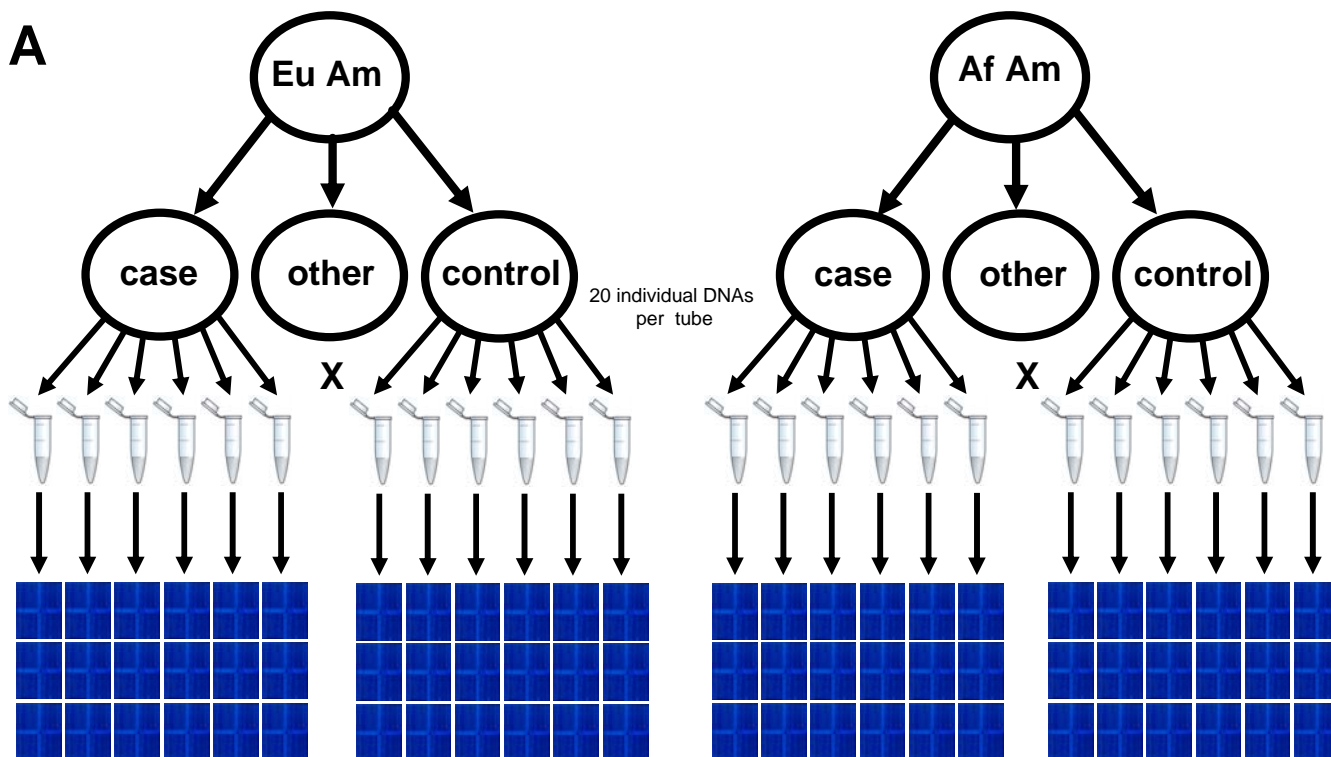 A
Eu Am
Af Am
case
other
control
20 individual DNAs
per tube
case
other
control
X
X